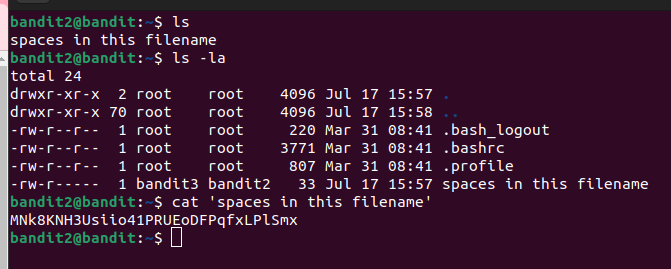 bandit2@bandit:~$ ls
spaces in this filename
bandit2@bandit:~$ ls -la
total 24
drwxr-xr-x  2 root    root    4096 Jul 17 15:57 .
drwxr-xr-x 70 root    root    4096 Jul 17 15:58 ..
-rw-r--r--  1 root    root     220 Mar 31 08:41 .bash_logout
-rw-r--r--  1 root    root    3771 Mar 31 08:41 .bashrc
-rw-r--r--  1 root    root     807 Mar 31 08:41 .profile
-rw-r-----  1 bandit3 bandit2   33 Jul 17 15:57 spaces in this filename
bandit2@bandit:~$ cat 'spaces in this filename'
MNk8KNH3Usiio41PRUEoDFPqfxLPlSmx
bandit2@bandit:~$